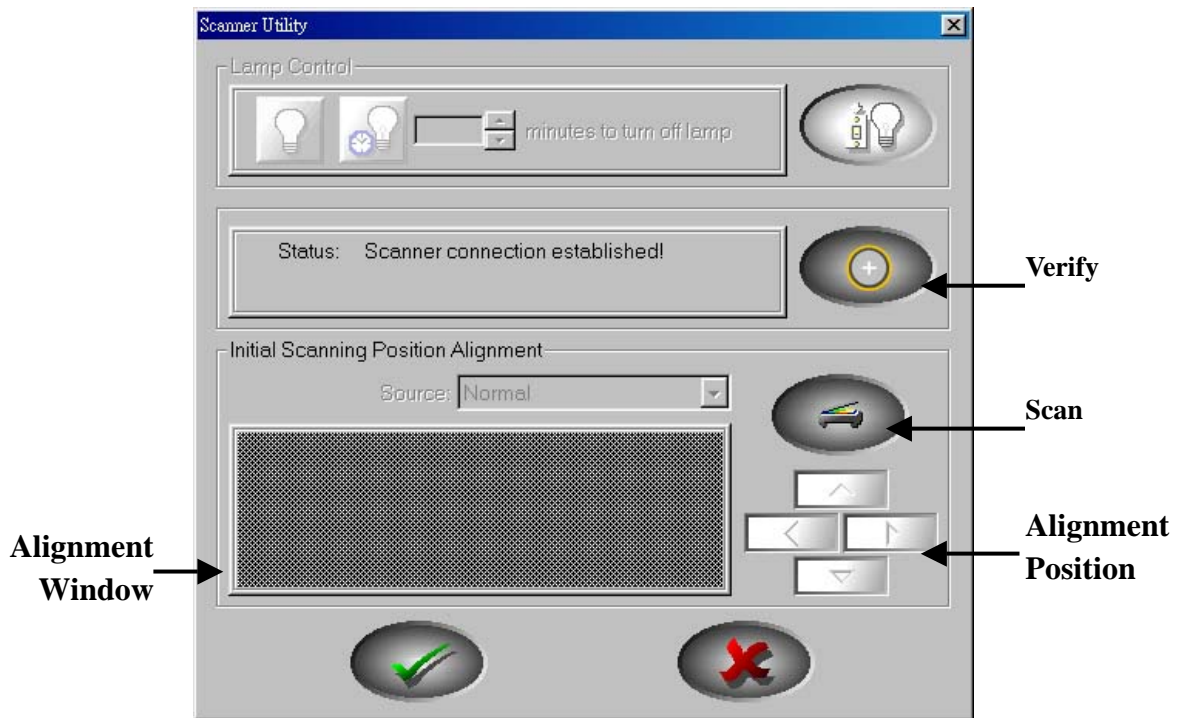 Scanner Utility
Lamp Control
minutes to turn off lamp
Status: Scanner connection established!
Verify
Initial Scanning Position Alignment
Source: Normal
Scan
Alignment
Window
Alignment
Position